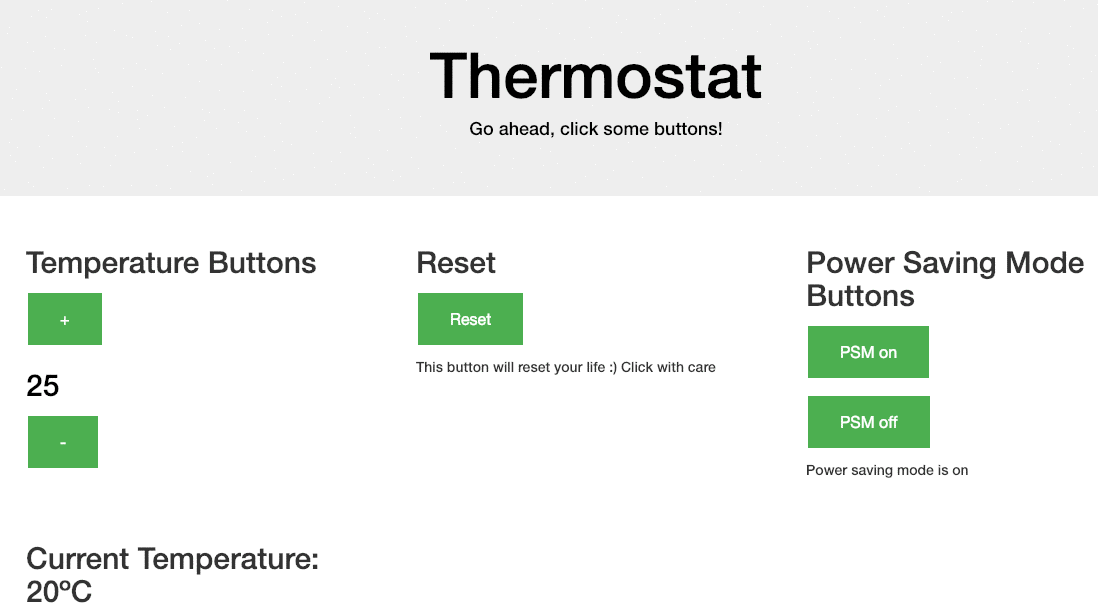 Thermostat
Go ahead, click some buttons!
Temperature Buttons
+
25
-
Reset
Reset
This button will reset your life :) Click with care
Power Saving Mode
Buttons
PSM on
PSM off
Power saving mode is on
Current Temperature:
20ºC